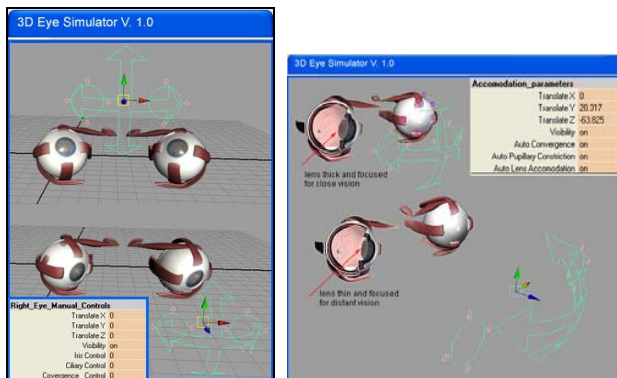 3D Eye Simulator V. 1.0
Right_Eye_Manual_Controls
Translate X 0
Translate Y 0
Translate Z 0
Visibility on
Iris Control 0
Ciliary Control 0
Covergence_Control 0
3D Eye Simulator V. 1.0
Accomodation_parameters
Translate X 0
Translate Y 20.317
Translate Z -63.825
Visibility on
Auto Convergence on
Auto Pupillary Constriction on
Auto Lens Accomodation on
lens thick and focused
for close vision
lens thin and focused
for distant vision